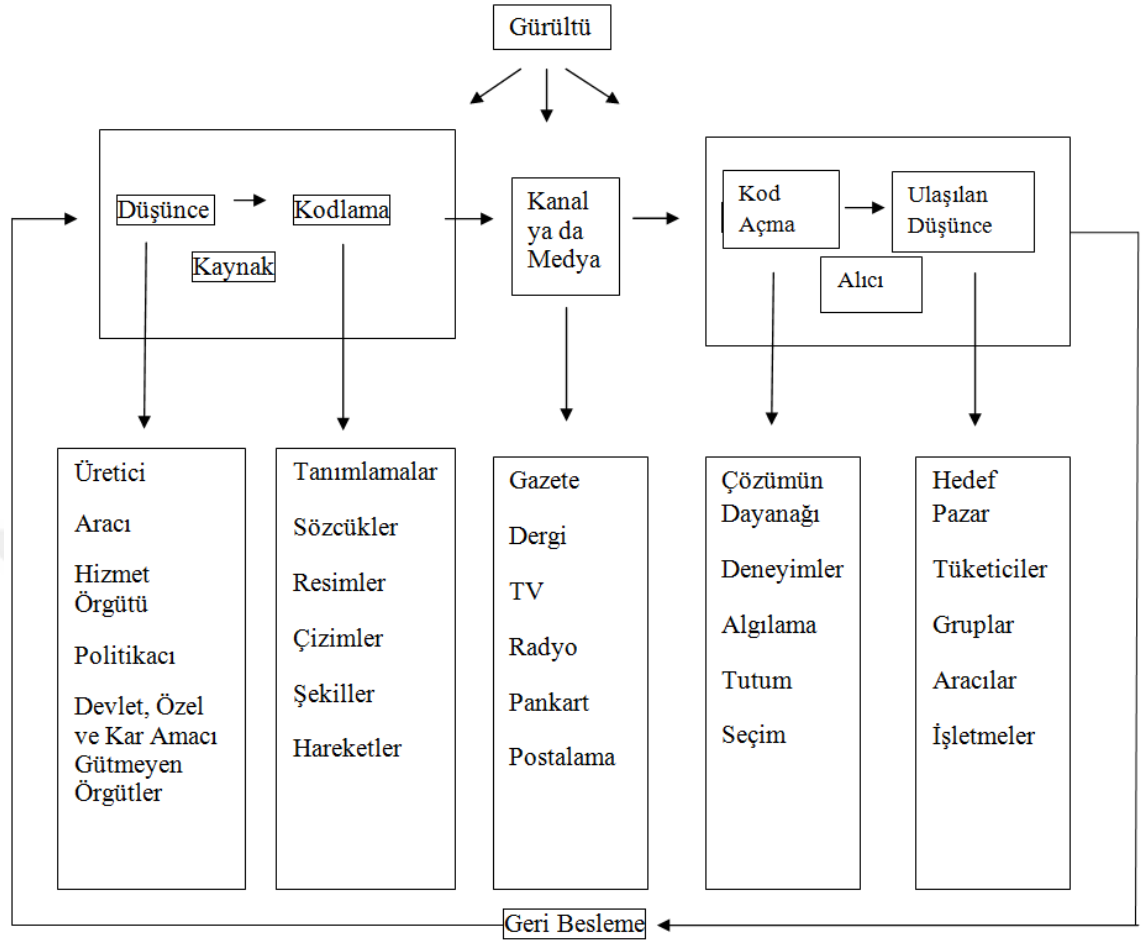 Gürültü
Düşünce
Kodlama
Kaynak
Kanal
ya da
Medya
Kod
Açma
Ulaşılan
Düşünce
Alıcı
Üretici
Aracı
Hizmet
Örgütü
Politikacı
Devlet, Özel
ve Kar Amacı
Gütmeyen
Örgütler
Tanımlamalar
Sözcükler
Resimler
Çizimler
Şekiller
Hareketler
Gazete
Dergi
TV
Radyo
Pankart
Postalama
Çözümün
Dayanağı
Deneyimler
Algılama
Tutum
Seçim
Hedef
Pazar
Tüketiciler
Gruplar
Aracılar
İşletmeler
Geri Besleme